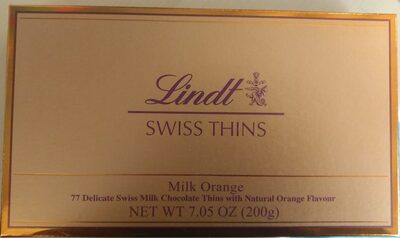 Lindt
SWISS THINS
Milk Orange
77 Delicate Swiss Milk Chocolate Thins with Natural Orange Flavour
NET WT 7.05 OZ (200g)